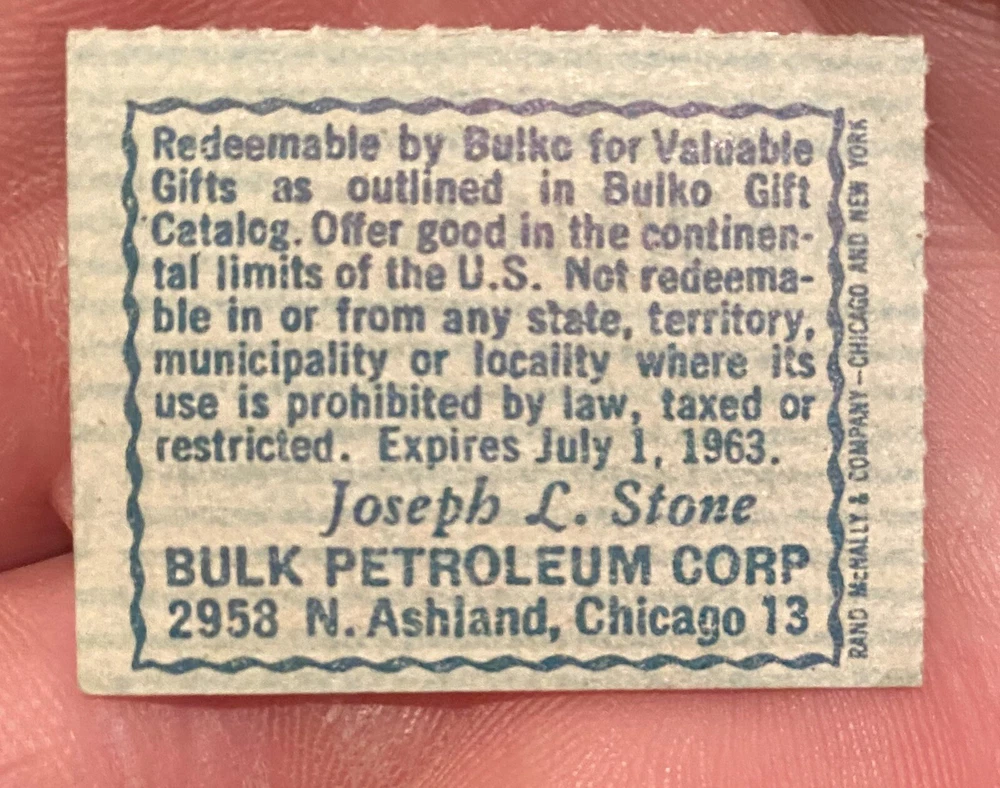 Redeemable by Bulko for Valuable
Gifts as outlined in Bulko Gift
Catalog. Offer good in the continen-
tal limits of the U.S. Not redeema-
ble in or from any state, territory,
municipality or locality where its
use is prohibited by law, taxed or
restricted. Expires July 1, 1963.
Joseph L. Stone
BULK PETROLEUM CORP
2958 N. Ashland, Chicago 13
RAND McNALLY & COMPANY-CHICAGO AND NEW YORK